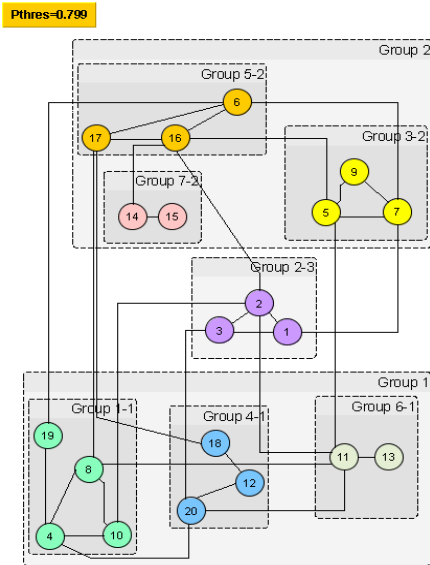 Pthres=0.799
Group 2
Group 5-2
6
17
16
Group 3-2
9
5
7
Group 7-2
14
15
Group 2-3
2
3
1
Group 1
Group 1-1
19
8
4
10
Group 4-1
18
12
20
Group 6-1
11
13